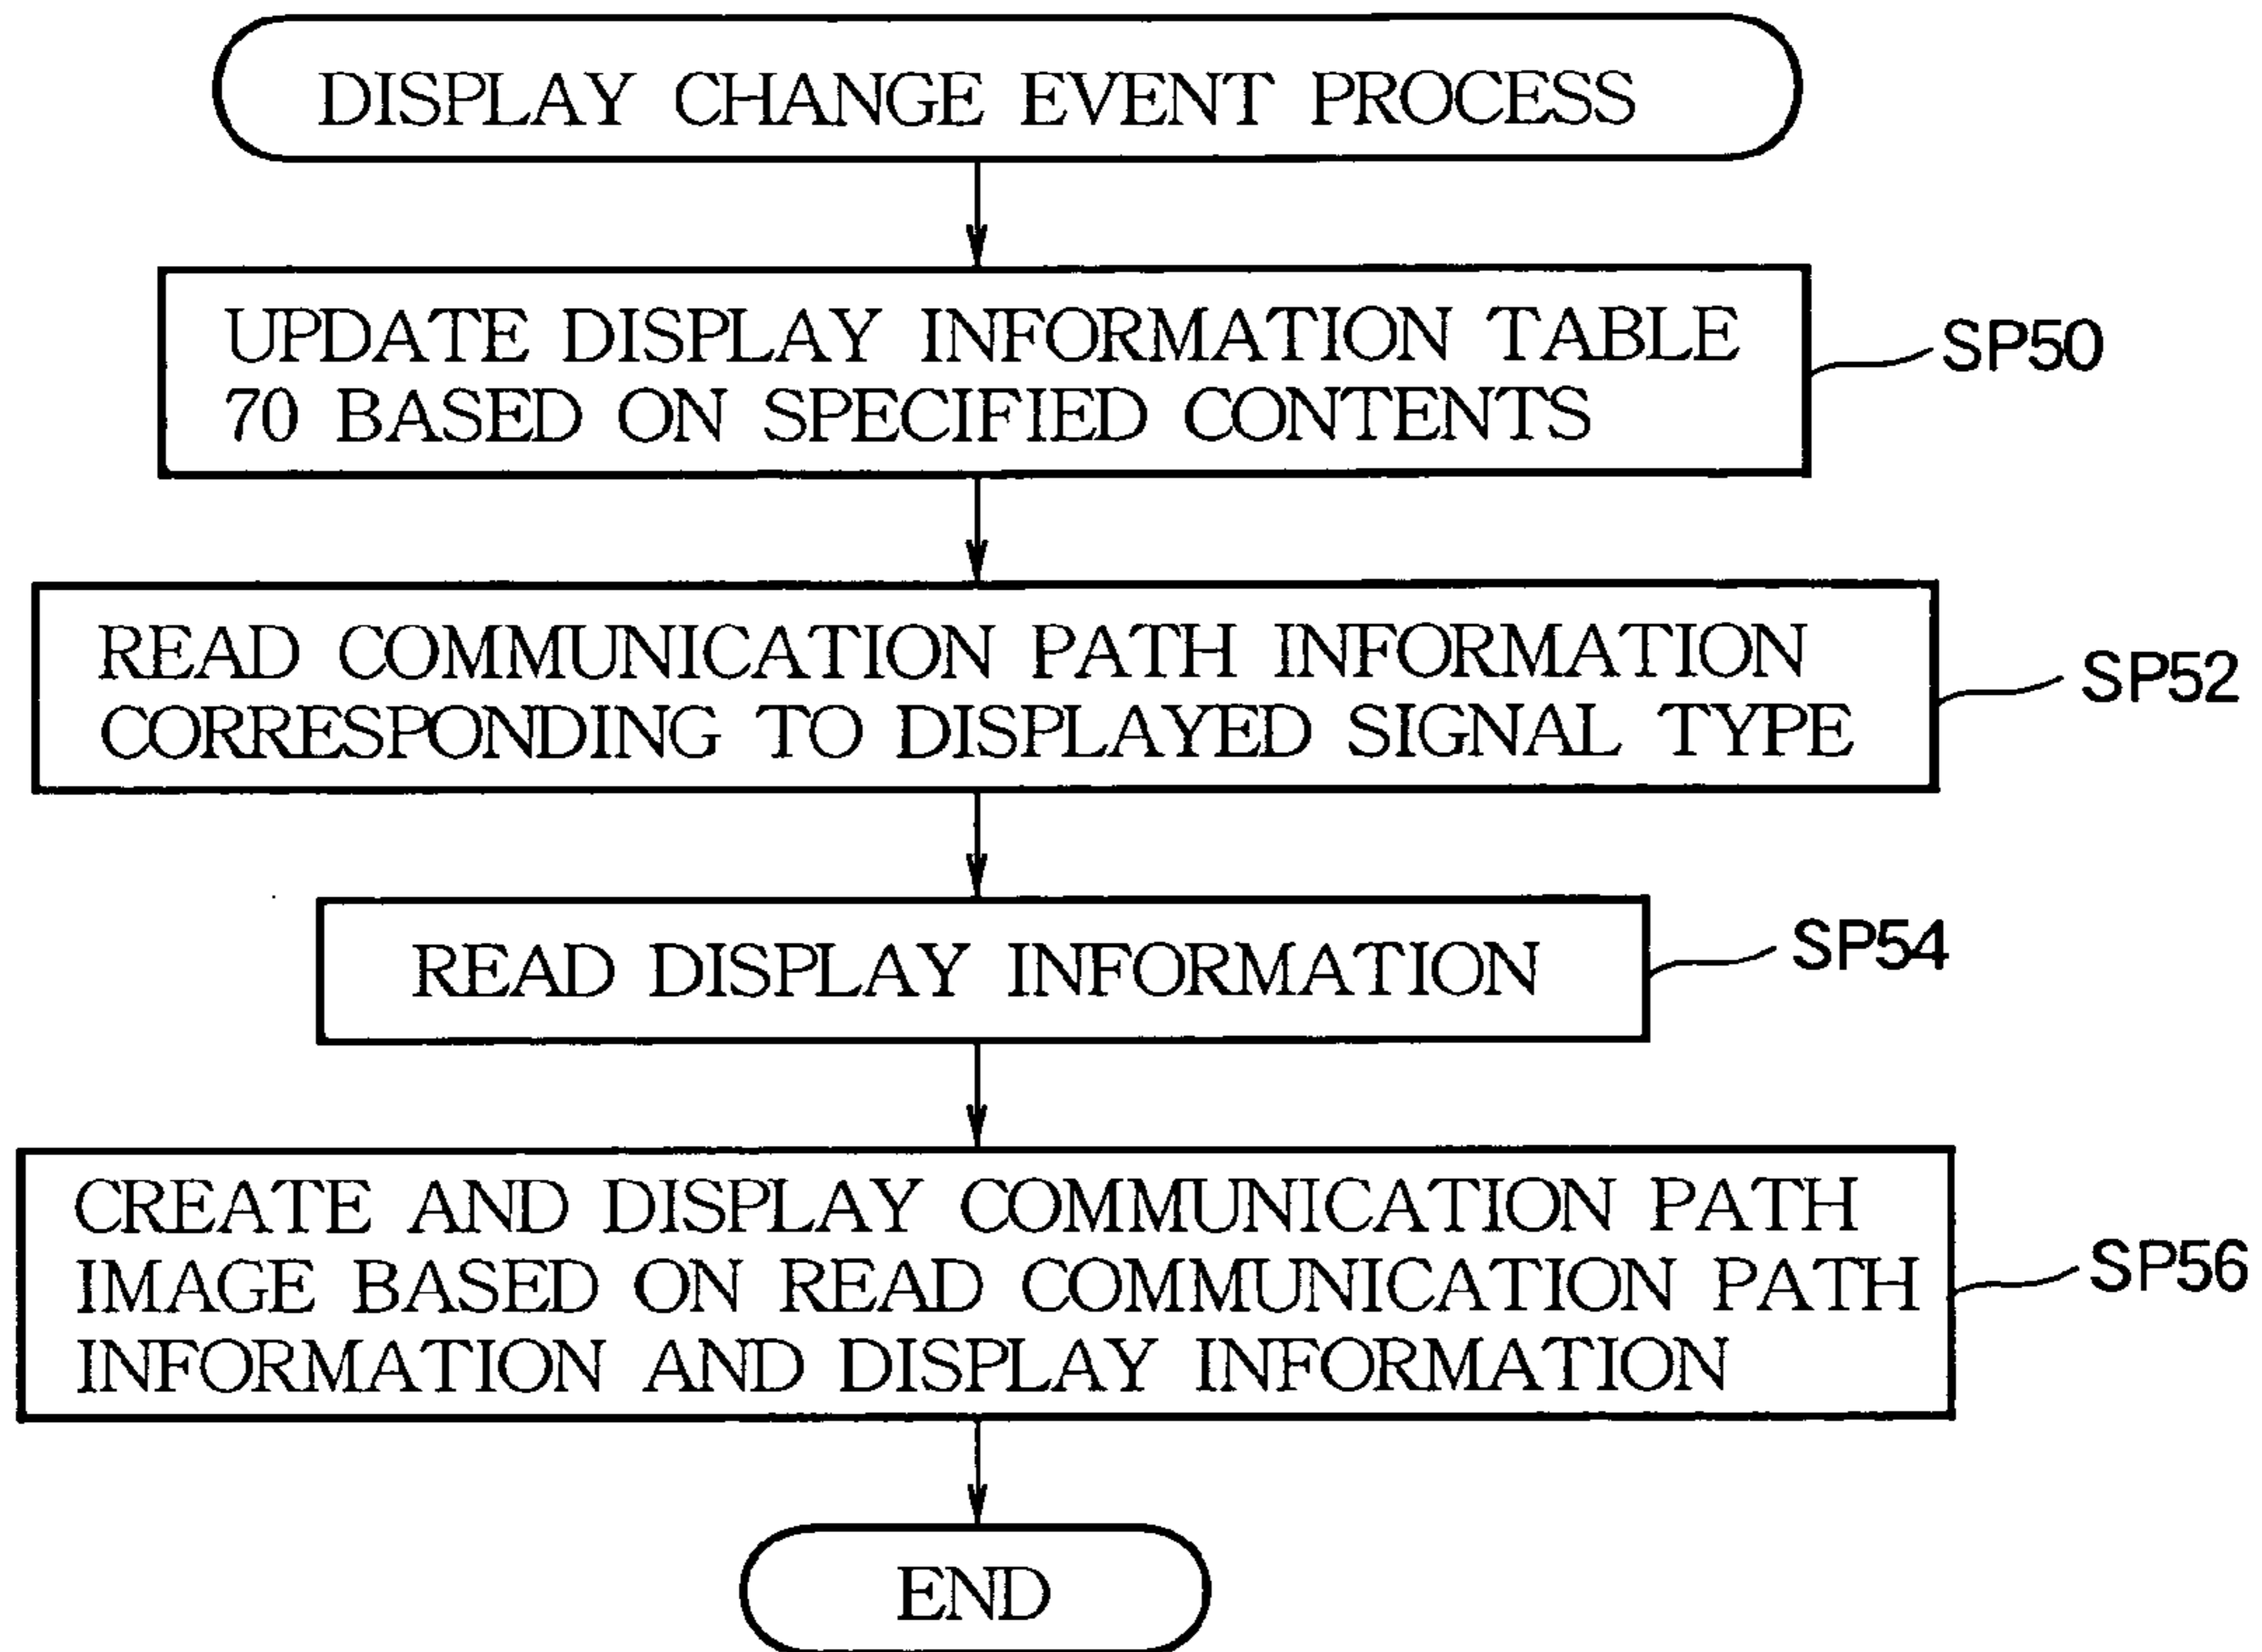 DISPLAY CHANGE EVENT PROCESS
UPDATE DISPLAY INFORMATION TABLE
70 BASED ON SPECIFIED CONTENTS
SP50
READ COMMUNICATION PATH INFORMATION
CORRESPONDING TO DISPLAYED SIGNAL TYPE
SP52
READ DISPLAY INFORMATION
SP54
CREATE AND DISPLAY COMMUNICATION PATH
IMAGE BASED ON READ COMMUNICATION PATH
INFORMATION AND DISPLAY INFORMATION
SP56
END